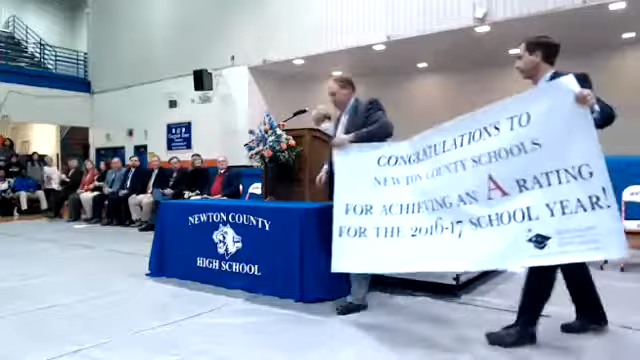 NEWTON COUNTY
HIGH SCHOOL
CONGRATULATIONS TO
NEWTON COUNTY SCHOOLS
FOR ACHIEVING AN A RATING
FOR THE 2016-17 SCHOOL YEAR!